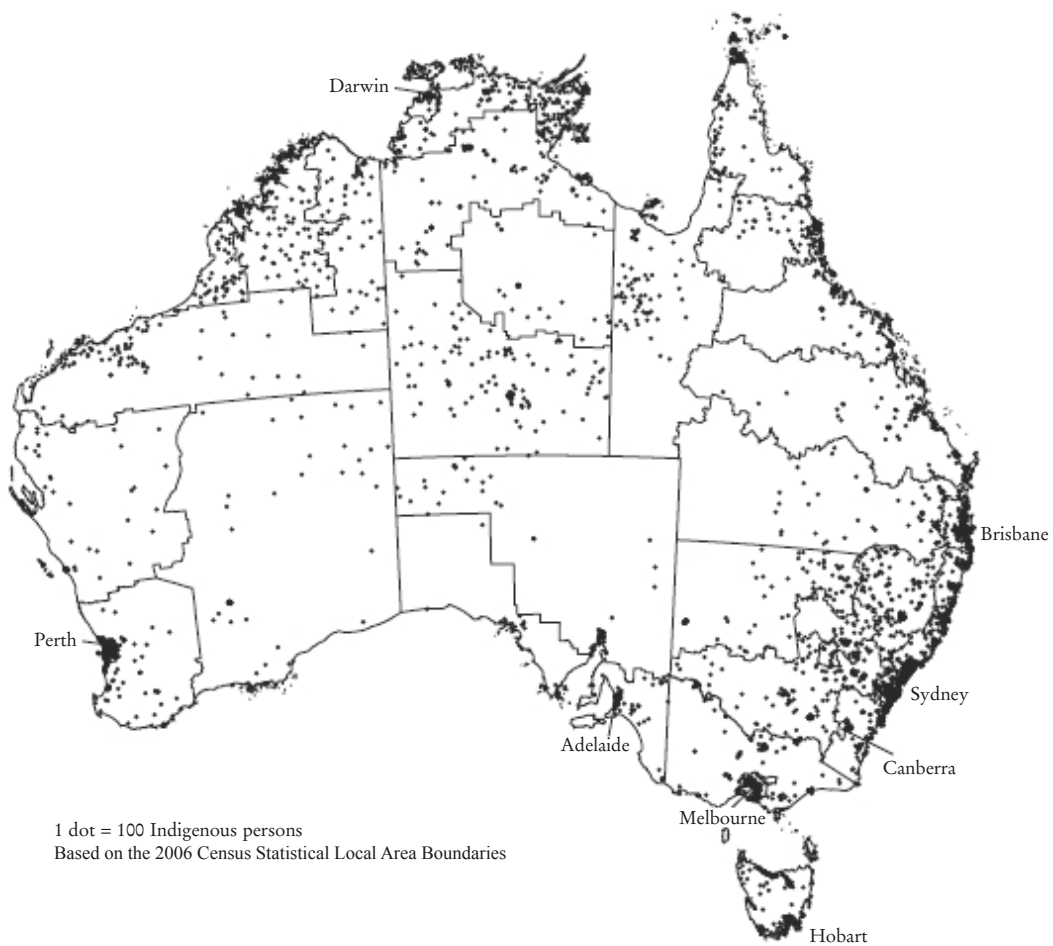 Darwin
Brisbane
Perth
Sydney
Adelaide
Canberra
Melbourne
1 dot = 100 Indigenous persons
Based on the 2006 Census Statistical Local Area Boundaries
Hobart